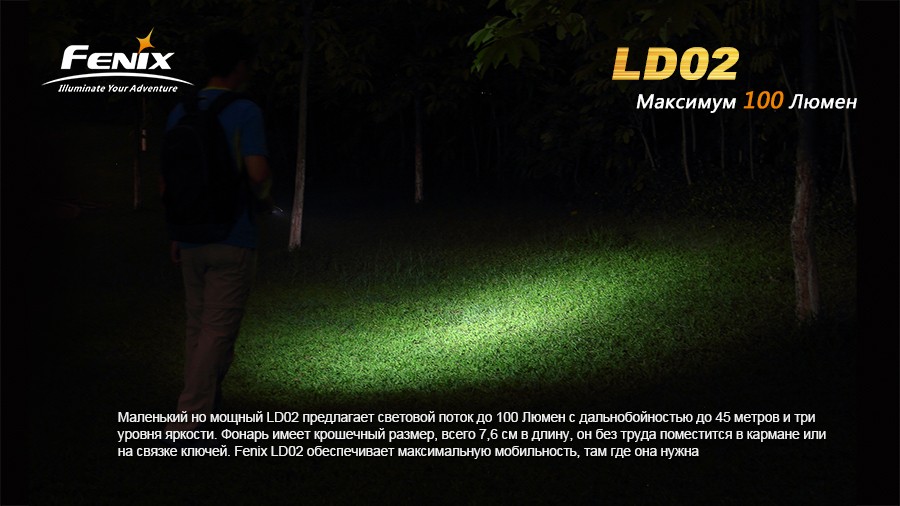 FENIX
Illuminate Your Adventure
LD02
Максимум 100 Люмен
Маленький но мощный LD02 предлагает световой поток до 100 Люмен с дальнобойностью до 45 метров и три
уровня яркости. Фонарь имеет крошечный размер, всего 7,6 см в длину, он без труда поместится в кармане или
на связке ключей. Fenix LD02 обеспечивает максимальную мобильность, там где она нужна